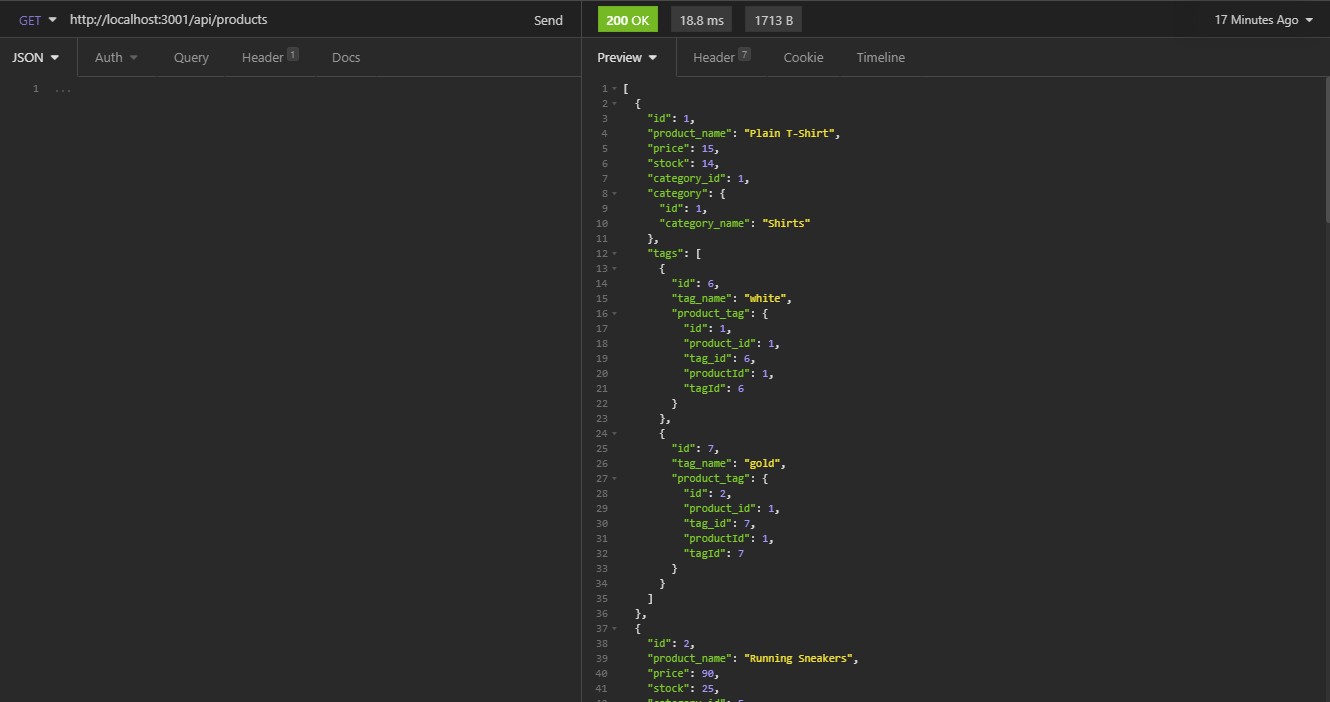 GET http://localhost:3001/api/products Send
200 OK 18.8 ms 1713 B 17 Minutes Ago
JSON Auth Query Header 1 Docs
Preview Header 7 Cookie Timeline
1 ...
1 [
2 {
3 "id": 1,
4 "product_name": "Plain T-Shirt",
5 "price": 15,
6 "stock": 14,
7 "category_id": 1,
8 "category": {
9 "id": 1,
10 "category_name": "Shirts"
11 },
12 "tags": [
13 {
14 "id": 6,
15 "tag_name": "white",
16 "product_tag": {
17 "id": 1,
18 "product_id": 1,
19 "tag_id": 6,
20 "productId": 1,
21 "tagId": 6
22 }
23 },
24 {
25 "id": 7,
26 "tag_name": "gold",
27 "product_tag": {
28 "id": 2,
29 "product_id": 1,
30 "tag_id": 7,
31 "productId": 1,
32 "tagId": 7
33 }
34 }
35 ]
36 },
37 {
38 "id": 2,
39 "product_name": "Running Sneakers",
40 "price": 90,
41 "stock": 25,